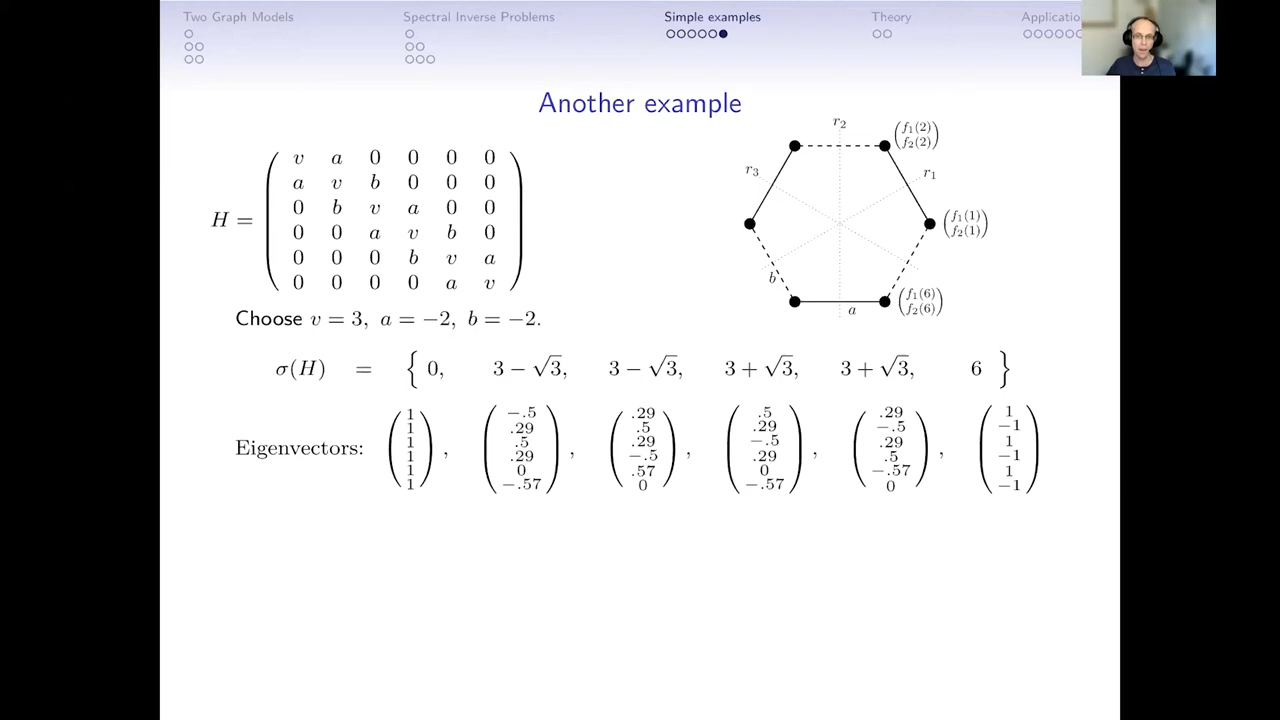 Two Graph Models Spectral Inverse Problems Simple examples Theory Applicatio
Another example
H =
v a 0 0 0 0
a v b 0 0 0
0 b v a 0 0
0 0 a v b 0
0 0 0 b v a
0 0 0 0 a v
r2
(f1(2)
f2(2))
r3
r1
(f1(1)
f2(1))
b
(f1(6)
f2(6))
a
Choose v = 3, a = −2, b = −2.
σ(H) = { 0, 3 − √3, 3 − √3, 3 + √3, 3 + √3, 6 }
Eigenvectors: (1 1 1 1 1 1), (−.5 .29 .5 .29 0 −.57), (.29 .5 .29 −.5 .57 0), (.5 .29 −.5 .29 0 −.57), (.29 −.5 .29 .5 −.57 0), (1 −1 1 −1 1 −1)